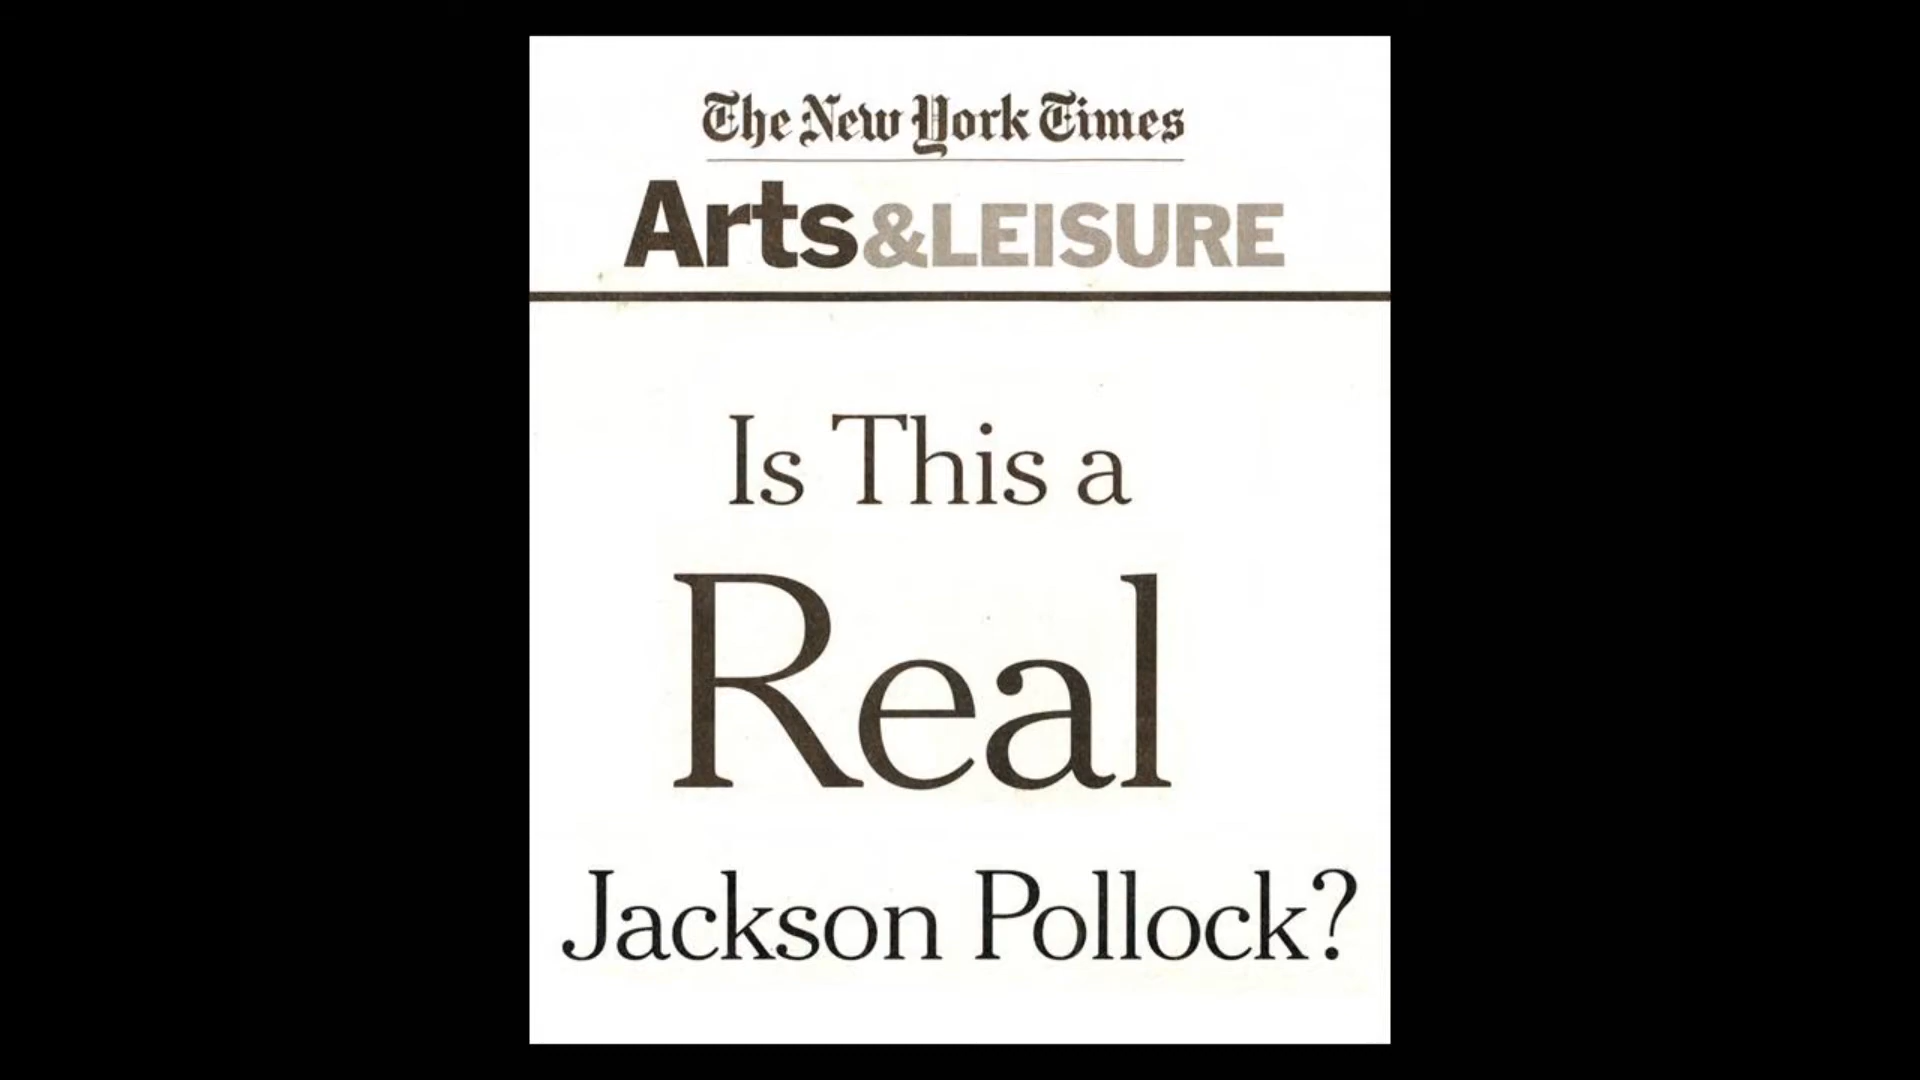 The New York Times
Arts&LEISURE
Is This a
Real
Jackson Pollock?